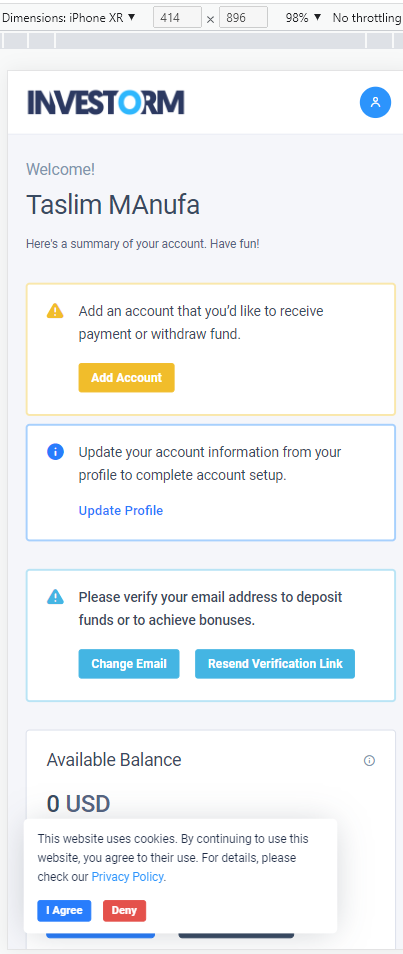 Dimensions: iPhone XR ▼ 414 × 896 98% ▼ No throttling
INVESTORM
Welcome!
Taslim MAnufa
Here's a summary of your account. Have fun!
Add an account that you'd like to receive
payment or withdraw fund.
Add Account
Update your account information from your
profile to complete account setup.
Update Profile
Please verify your email address to deposit
funds or to achieve bonuses.
Change Email Resend Verification Link
Available Balance
0 USD
This website uses cookies. By continuing to use this
website, you agree to their use. For details, please
check our Privacy Policy.
I Agree Deny